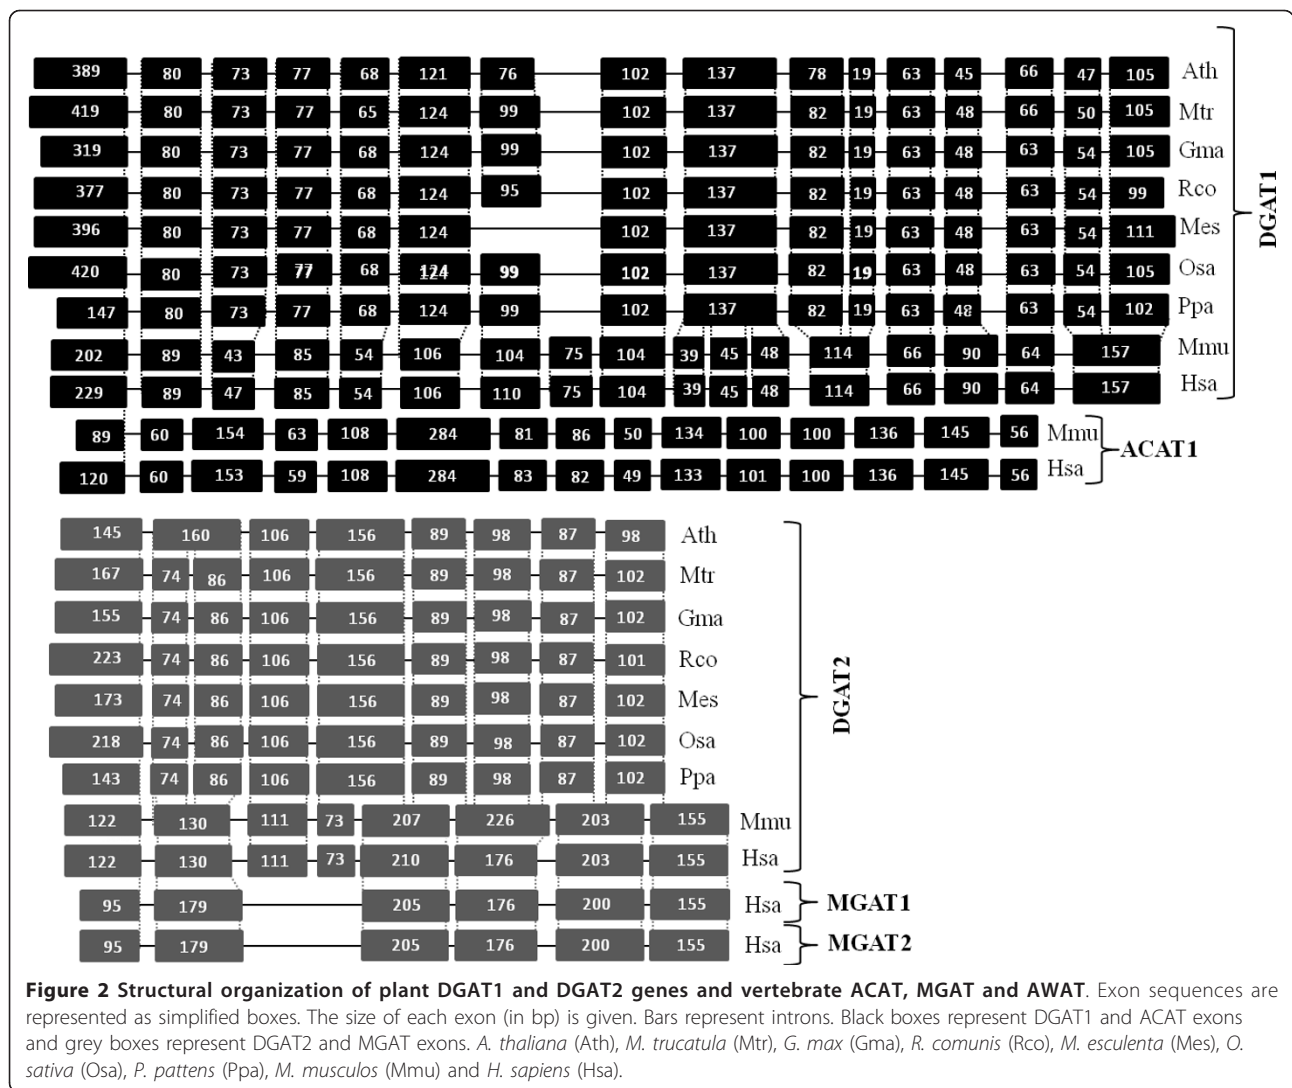 389 80 73 77 68 121 76 102 137 78 19 63 45 66 47 105 Ath
419 80 73 77 65 124 99 102 137 82 19 63 48 66 50 105 Mtr
319 80 73 77 68 124 99 102 137 82 19 63 48 63 54 105 Gma
377 80 73 77 68 124 95 102 137 82 19 63 48 63 54 99 Rco
396 80 73 77 68 124 102 137 82 19 63 48 63 54 111 Mes
420 80 73 77 68 124 99 102 137 82 19 63 48 63 54 105 Osa
147 80 73 77 68 124 99 102 137 82 19 63 48 63 54 102 Ppa
202 89 43 85 54 106 104 75 104 39 45 48 114 66 90 64 157 Mmu
229 89 47 85 54 106 110 75 104 39 45 48 114 66 90 64 157 Hsa
DGAT1
89 60 154 63 108 284 81 86 50 134 100 100 136 145 56 Mmu
120 60 153 59 108 284 83 82 49 133 101 100 136 145 56 Hsa
ACAT1
145 160 106 156 89 98 87 98 Ath
167 74 86 106 156 89 98 87 102 Mtr
155 74 86 106 156 89 98 87 102 Gma
223 74 86 106 156 89 98 87 101 Rco
173 74 86 106 156 89 98 87 102 Mes
218 74 86 106 156 89 98 87 102 Osa
143 74 86 106 156 89 98 87 102 Ppa
122 130 111 73 207 226 203 155 Mmu
122 130 111 73 210 176 203 155 Hsa
DGAT2
95 179 205 176 200 155 Hsa MGAT1
95 179 205 176 200 155 Hsa MGAT2
Figure 2 Structural organization of plant DGAT1 and DGAT2 genes and vertebrate ACAT, MGAT and AWAT. Exon sequences are
represented as simplified boxes. The size of each exon (in bp) is given. Bars represent introns. Black boxes represent DGAT1 and ACAT exons
and grey boxes represent DGAT2 and MGAT exons. A. thaliana (Ath), M. trucatula (Mtr), G. max (Gma), R. comunis (Rco), M. esculenta (Mes), O.
sativa (Osa), P. pattens (Ppa), M. musculos (Mmu) and H. sapiens (Hsa).